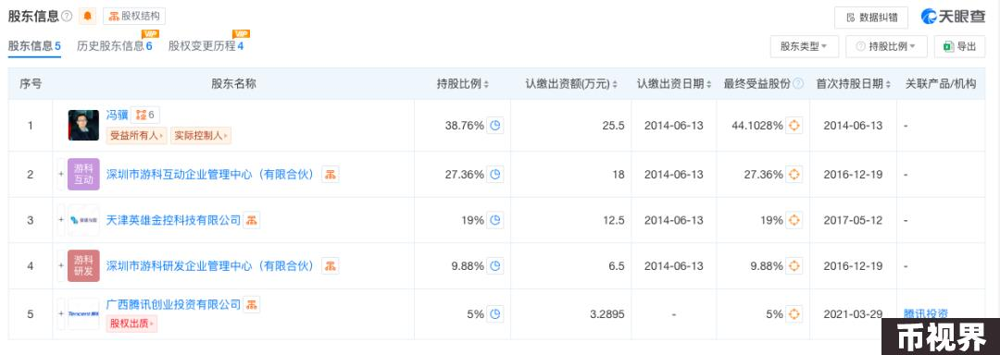 股东信息 股权结构 数据纠错 天眼查
股东信息 5 历史股东信息 6 VIP 股权变更历程 4 VIP 股东类型 持股比例 导出
序号 股东名称 持股比例 认缴出资额(万元) 认缴出资日期 最终受益股份 首次持股日期 关联产品/机构
1 冯骥 6 38.76% 25.5 2014-06-13 44.1028% 2014-06-13 -
受益所有人 实际控制人
2 游科互动 深圳市游科互动企业管理中心（有限合伙） 27.36% 18 2014-06-13 27.36% 2016-12-19 -
3 天津英雄金控科技有限公司 19% 12.5 2014-06-13 19% 2017-05-12 -
4 游科研发 深圳市游科研发企业管理中心（有限合伙） 9.88% 6.5 2014-06-13 9.88% 2016-12-19 -
5 Tencent 腾讯 广西腾讯创业投资有限公司 5% 3.2895 - 5% 2021-03-29 腾讯投资
股权出质
币视界